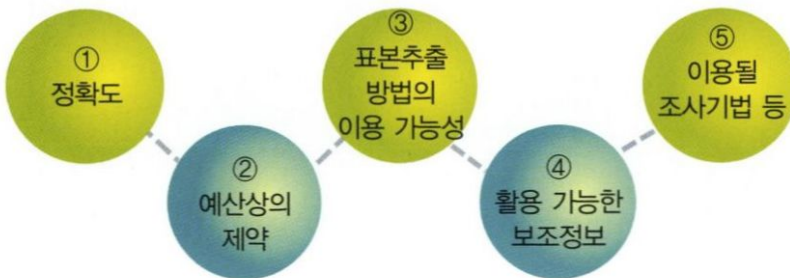 ①
정확도
②
예산상의
제약
③
표본추출
방법의
이용 가능성
④
활용 가능한
보조정보
⑤
이용될
조사기법 등